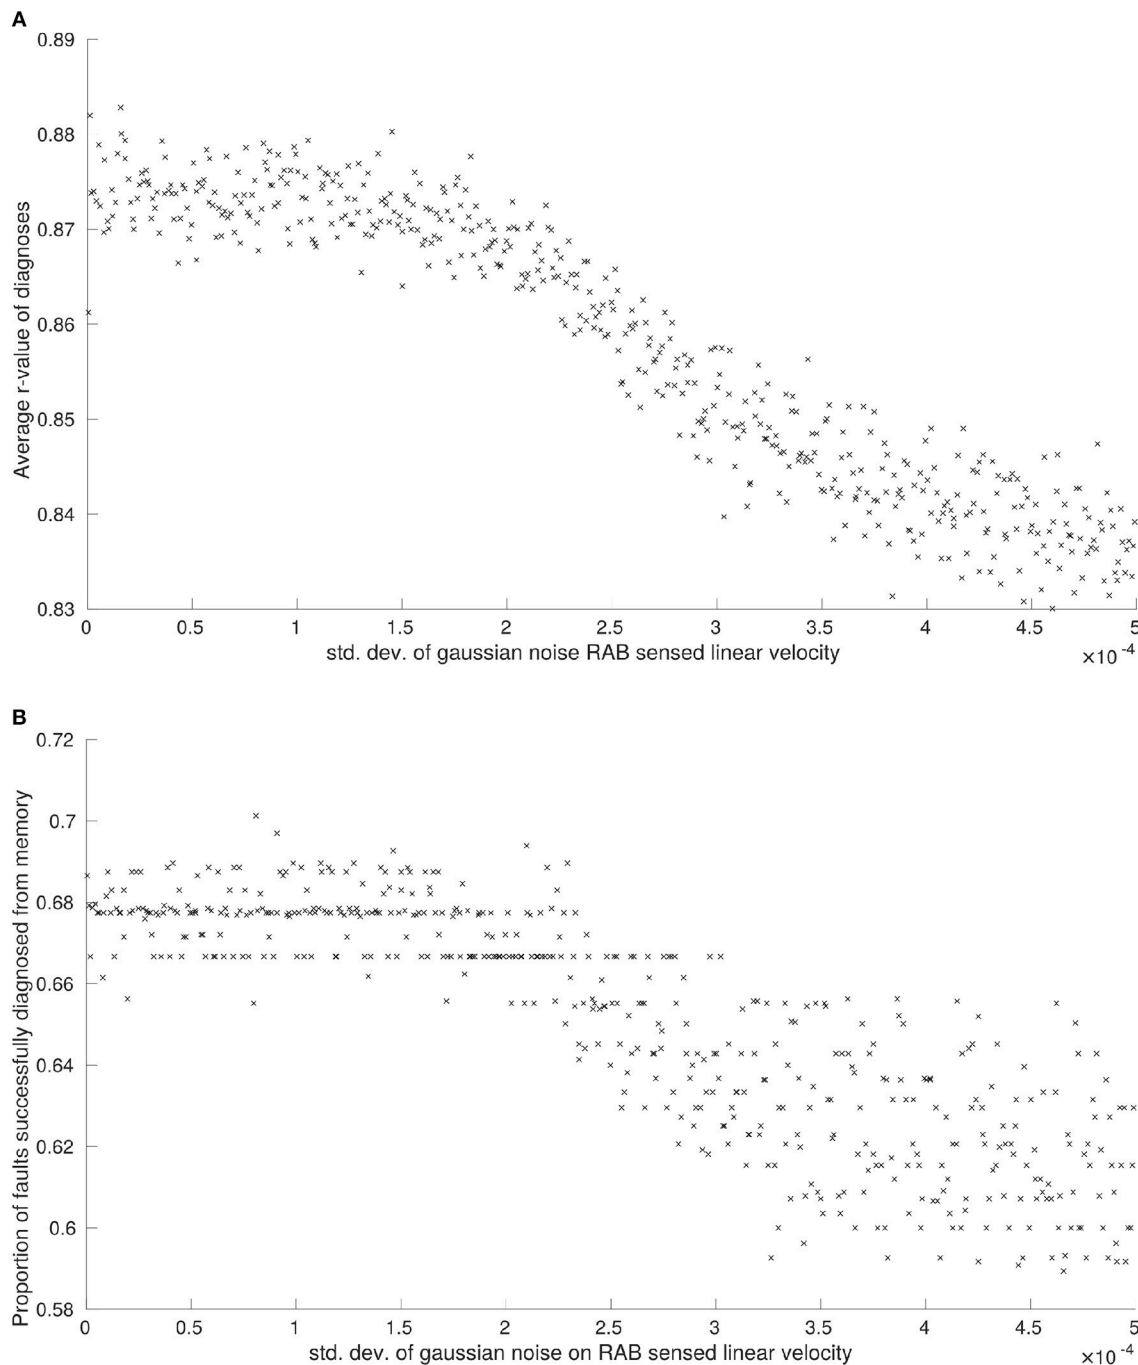 A
0.89
0.88
0.87
0.86
0.85
0.84
0.83
Average r-value of diagnoses
0 0.5 1 1.5 2 2.5 3 3.5 4 4.5 5
std. dev. of gaussian noise RAB sensed linear velocity
×10⁻⁴
B
0.72
0.7
0.68
0.66
0.64
0.62
0.6
0.58
Proportion of faults successfully diagnosed from memory
0 0.5 1 1.5 2 2.5 3 3.5 4 4.5 5
std. dev. of gaussian noise on RAB sensed linear velocity
×10⁻⁴